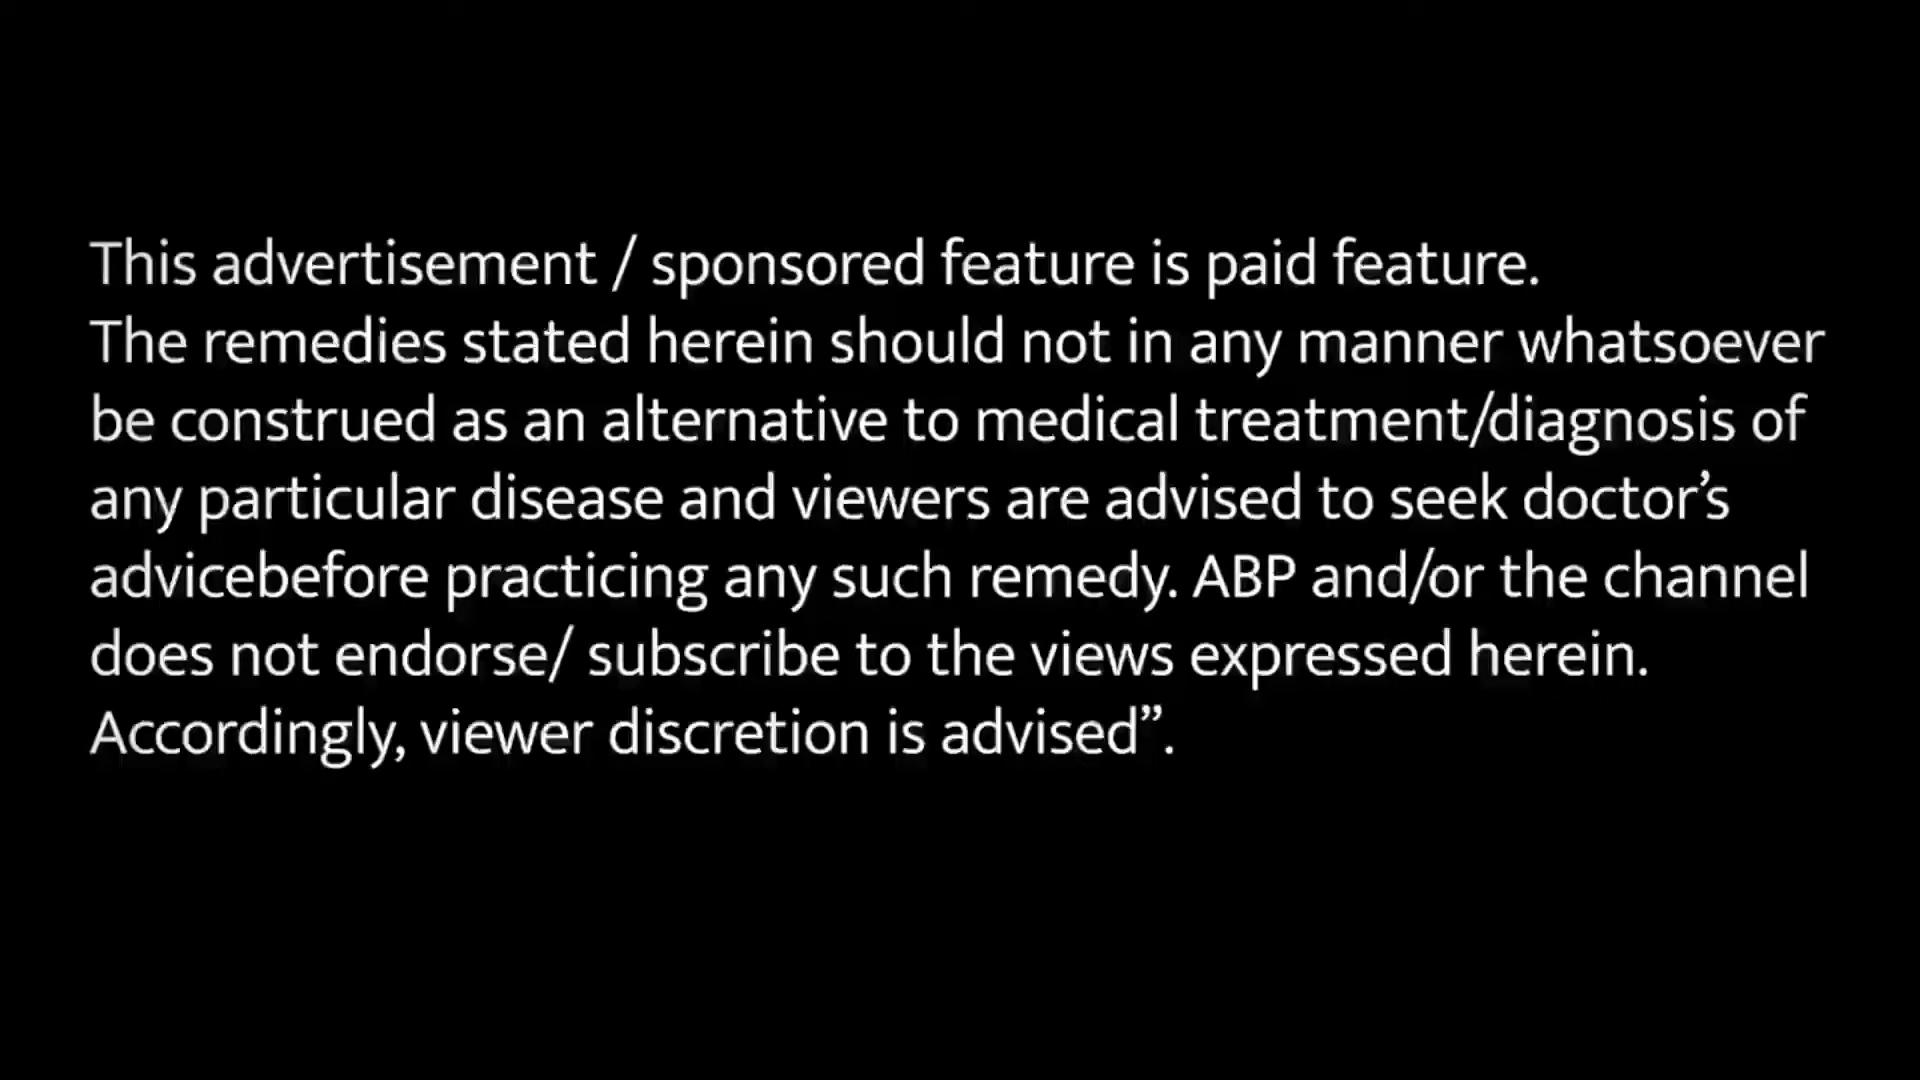 This advertisement / sponsored feature is paid feature.
The remedies stated herein should not in any manner whatsoever
be construed as an alternative to medical treatment/diagnosis of
any particular disease and viewers are advised to seek doctor’s
advicebefore practicing any such remedy. ABP and/or the channel
does not endorse/ subscribe to the views expressed herein.
Accordingly, viewer discretion is advised”.